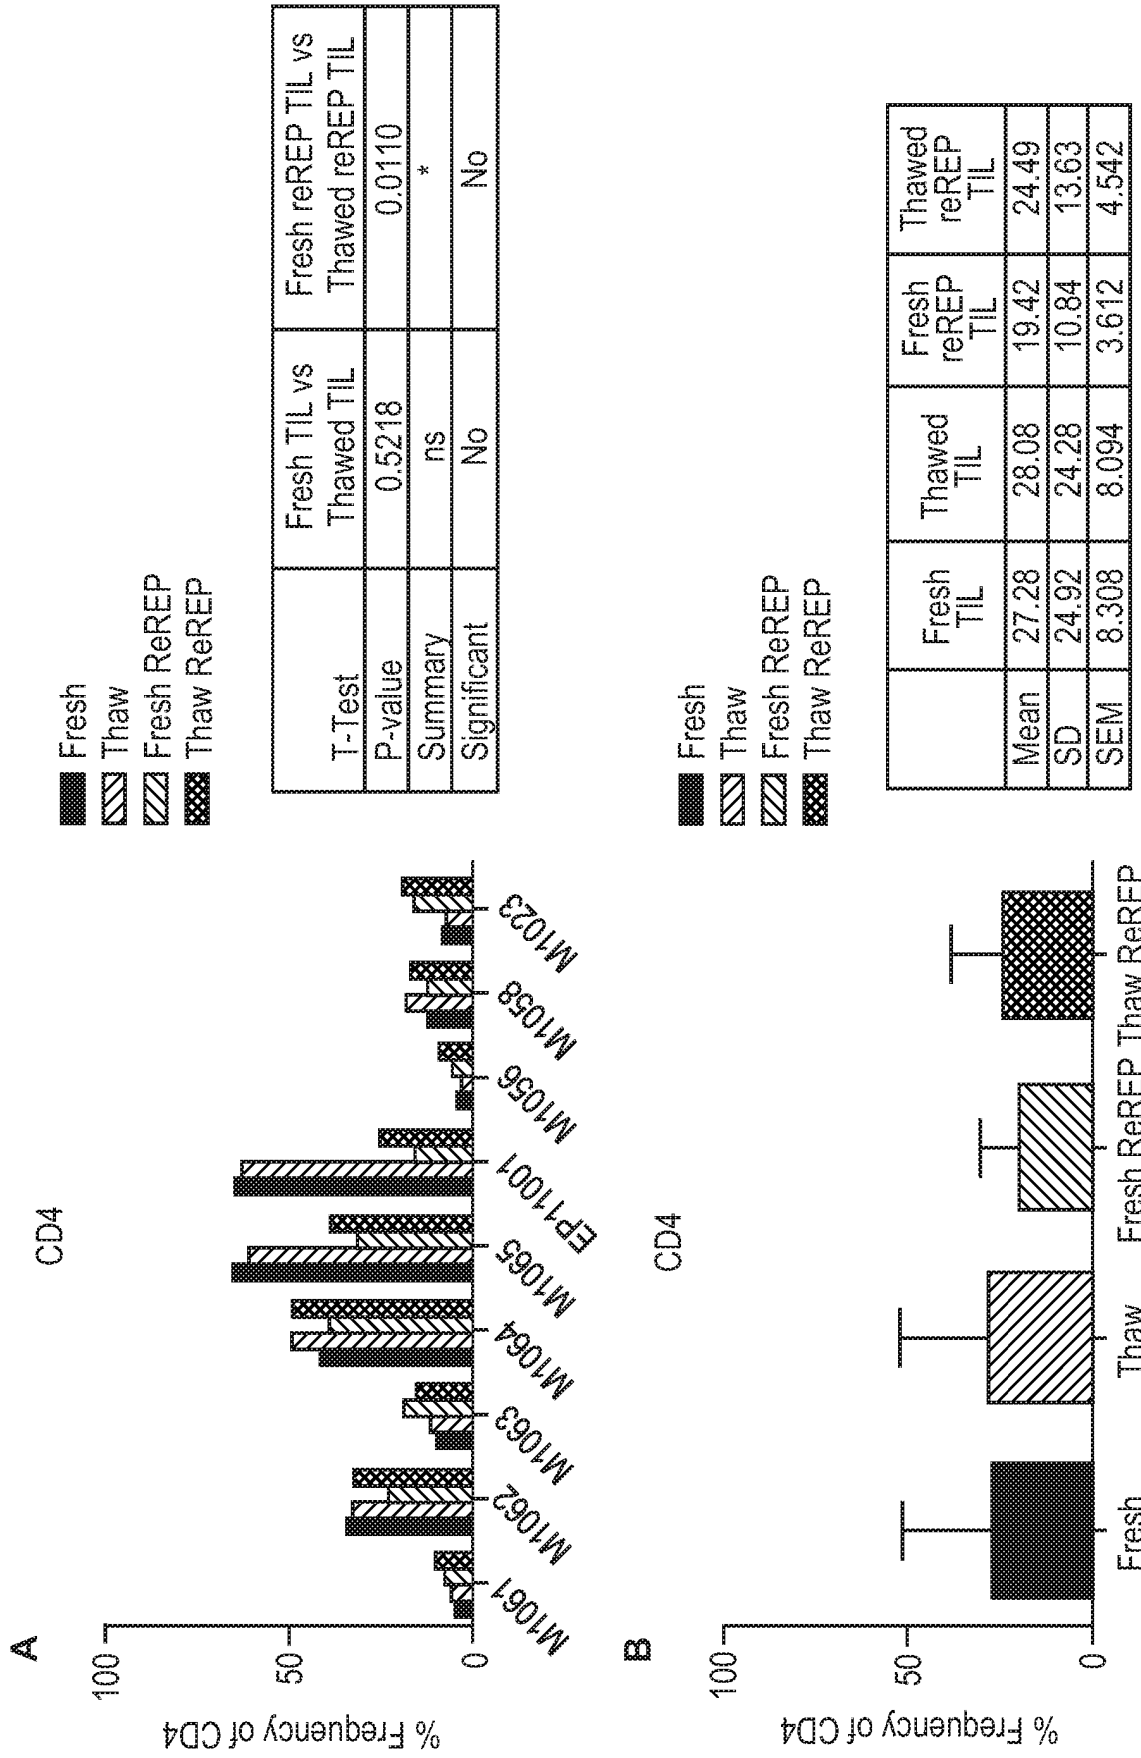 A
CD4
% Frequency of CD4
100
50
0
M1061
M1062
M1063
M1064
M1065
EP11001
M1056
M1058
M1023
Fresh
Thaw
Fresh ReREP
Thaw ReREP
T-Test | Fresh TIL vs Thawed TIL | Fresh reREP TIL vs Thawed reREP TIL
P-value | 0.5218 | 0.0110
Summary | ns | *
Significant | No | No
B
CD4
% Frequency of CD4
100
50
0
Fresh
Thaw
Fresh ReREP
Thaw ReREP
Fresh
Thaw
Fresh ReREP
Thaw ReREP
Fresh TIL | Thawed TIL | Fresh reREP TIL | Thawed reREP TIL
Mean | 27.28 | 28.08 | 19.42 | 24.49
SD | 24.92 | 24.28 | 10.84 | 13.63
SEM | 8.308 | 8.094 | 3.612 | 4.542